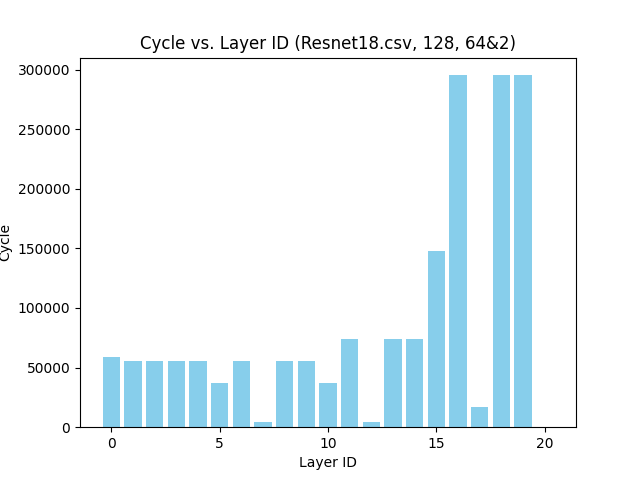 Cycle vs. Layer ID (Resnet18.csv, 128, 64&2)
300000
250000
200000
150000
100000
50000
0
Cycle
0 5 10 15 20
Layer ID